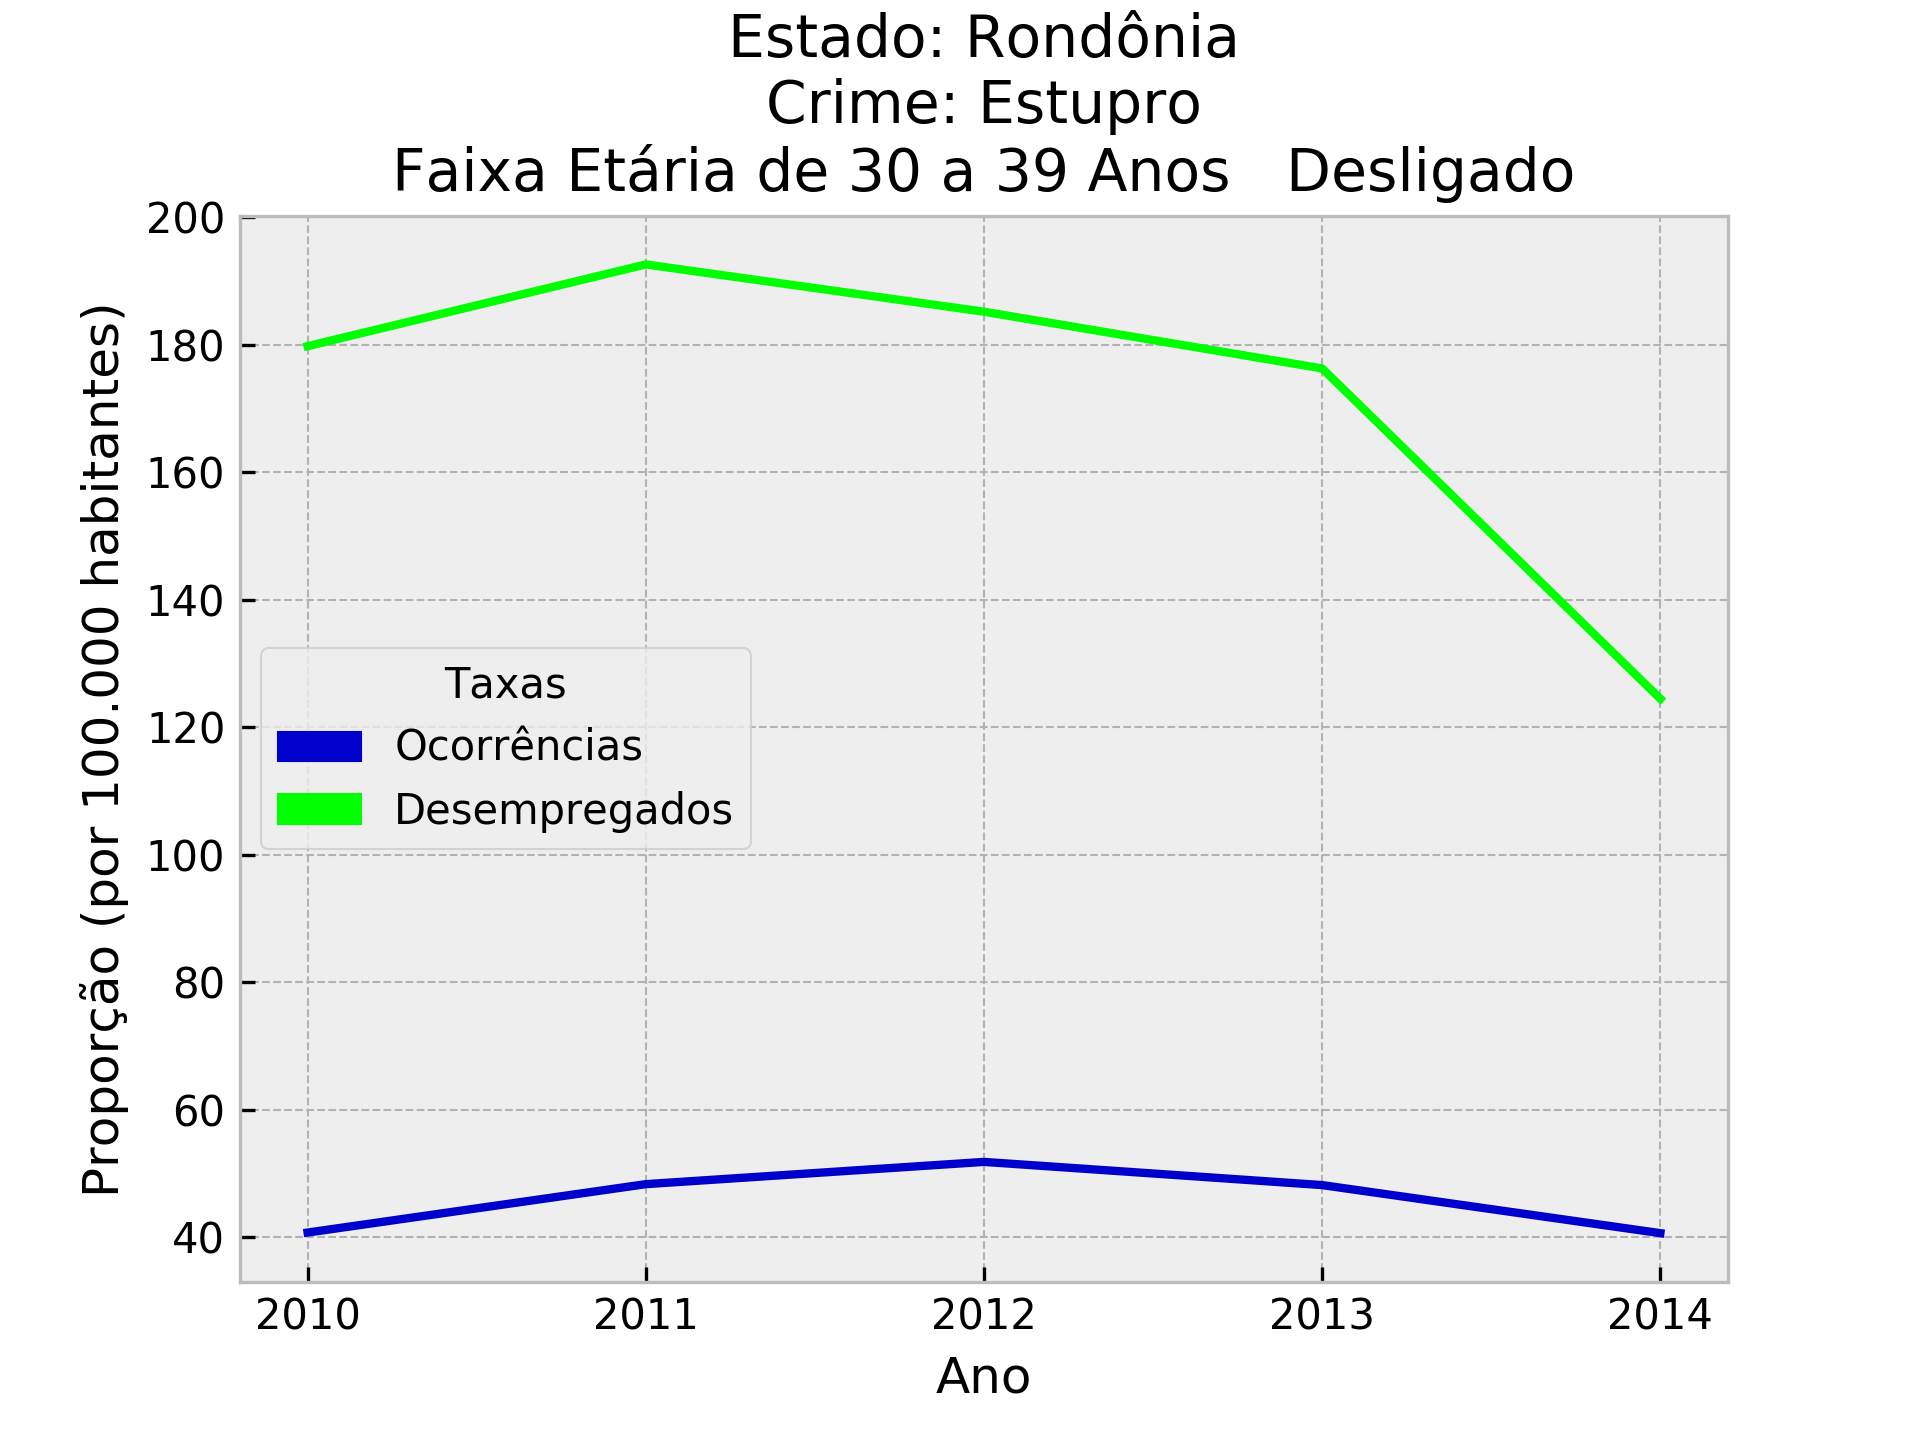 Estado: Rondônia
Crime: Estupro
Faixa Etária de 30 a 39 Anos   Desligado
Proporção (por 100.000 habitantes)
200
180
160
140
120
100
80
60
40
Taxas
Ocorrências
Desempregados
2010 2011 2012 2013 2014
Ano